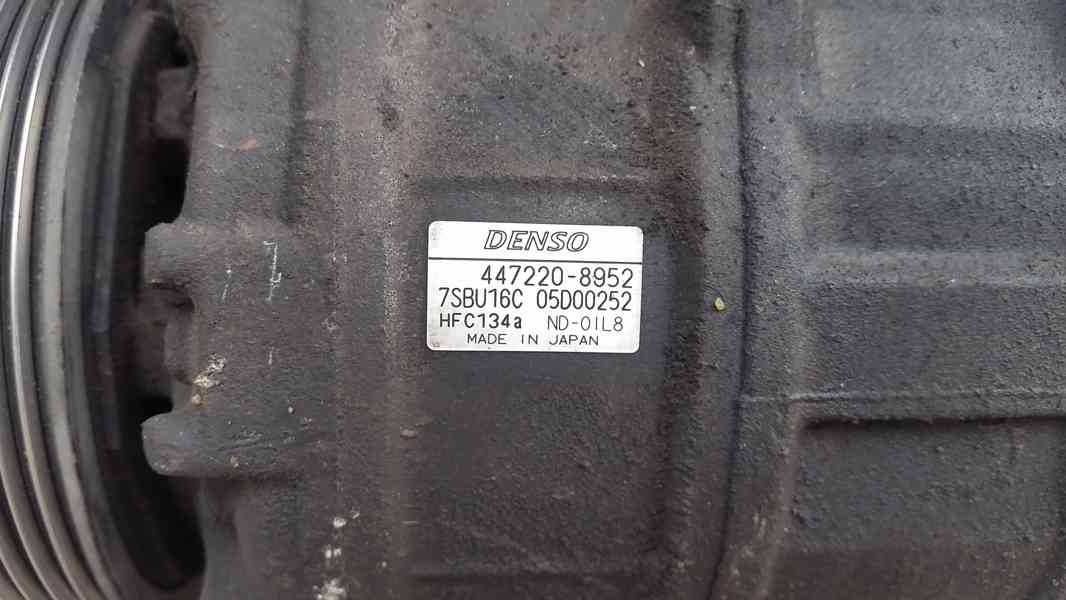 DENSO
447220-8952
7SBU16C 05D00252
HFC134a ND-OIL8
MADE IN JAPAN